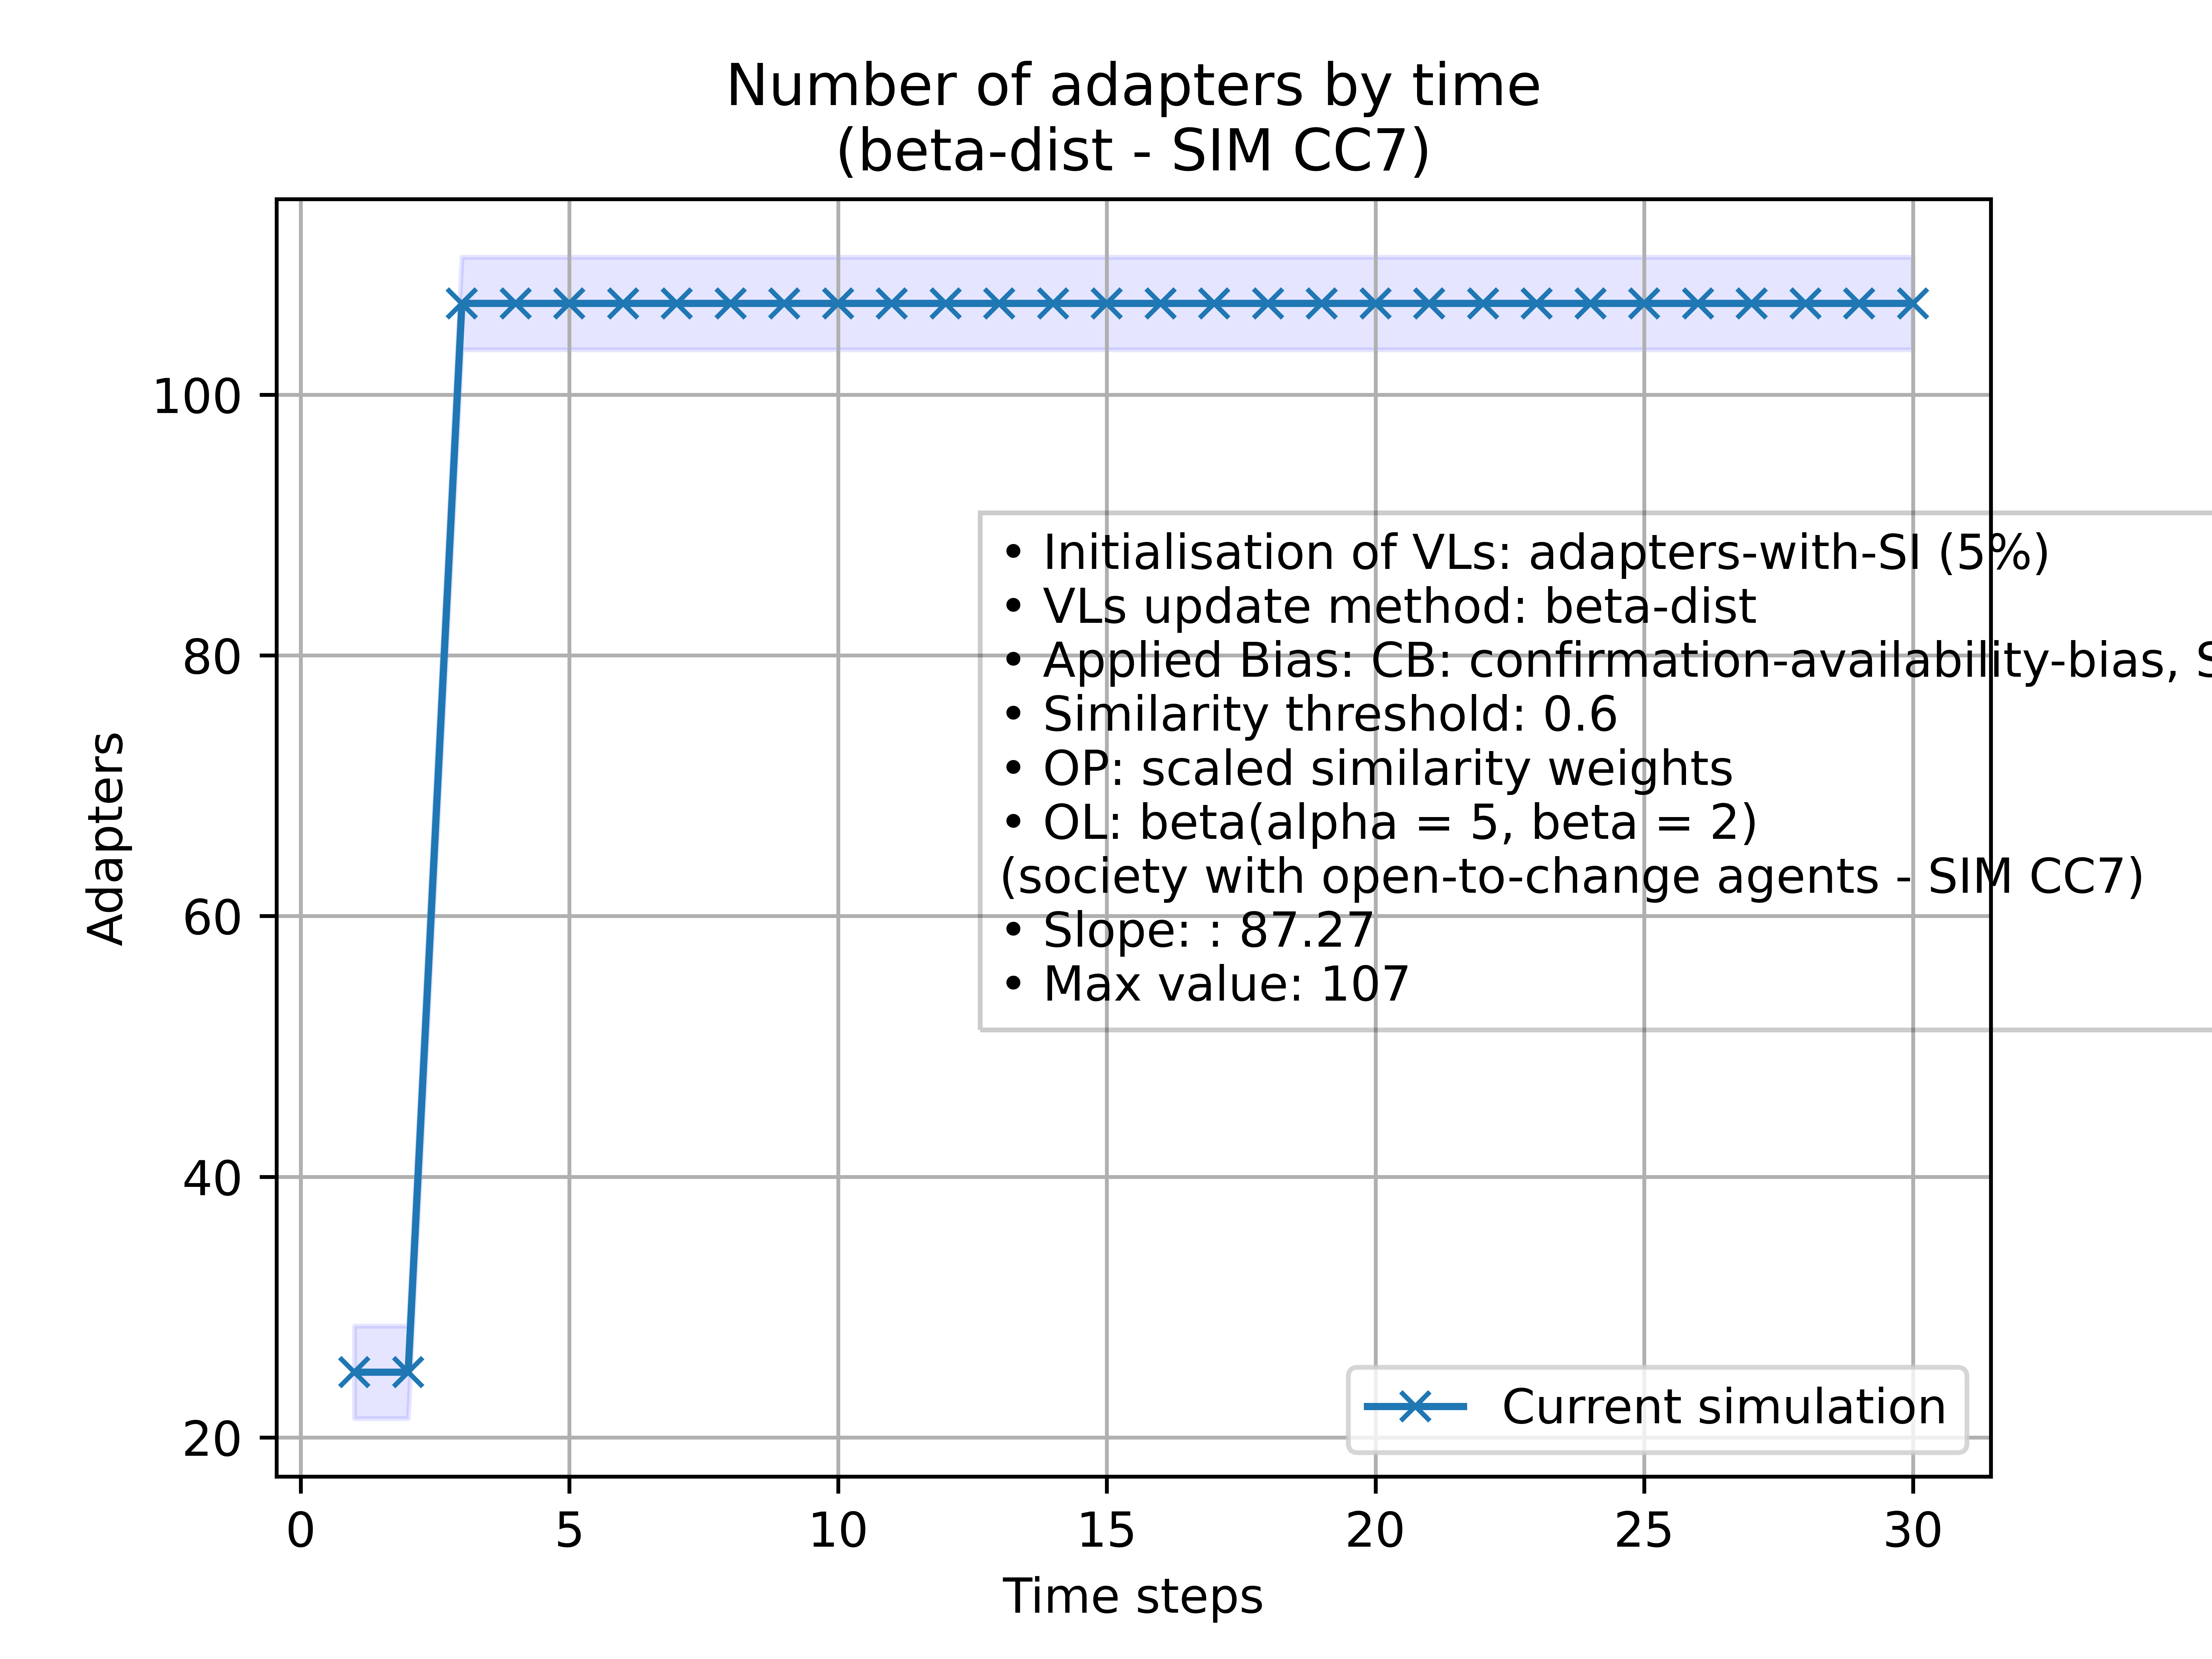 Number of adapters by time
(beta-dist - SIM CC7)
100
80
60
40
20
Adapters
• Initialisation of VLs: adapters-with-SI (5%)
• VLs update method: beta-dist
• Applied Bias: CB: confirmation-availability-bias, S
• Similarity threshold: 0.6
• OP: scaled similarity weights
• OL: beta(alpha = 5, beta = 2)
(society with open-to-change agents - SIM CC7)
• Slope: : 87.27
• Max value: 107
Current simulation
0 5 10 15 20 25 30
Time steps